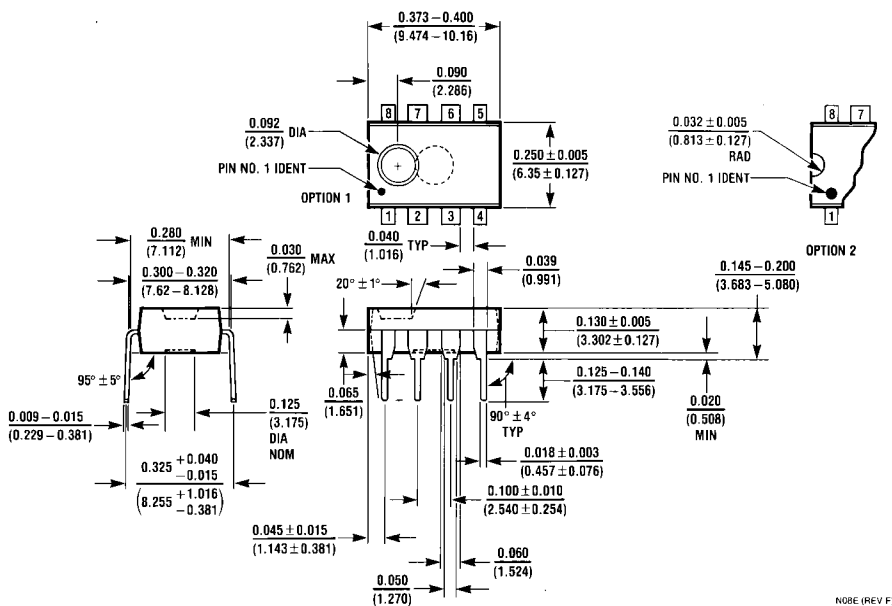 0.373 – 0.400
(9.474 – 10.16)
0.090
(2.286)
8 7 6 5
0.092
(2.337) DIA
PIN NO. 1 IDENT
OPTION 1
1 2 3 4
0.250 ± 0.005
(6.35 ± 0.127)
0.032 ± 0.005
(0.813 ± 0.127)
RAD
PIN NO. 1 IDENT
8 7
1
OPTION 2
0.280
(7.112) MIN
0.300 – 0.320
(7.62 – 8.128)
0.030
(0.762) MAX
0.040
(1.016) TYP
20° ± 1°
0.039
(0.991)
0.145 – 0.200
(3.683 – 5.080)
0.130 ± 0.005
(3.302 ± 0.127)
0.125 – 0.140
(3.175 – 3.556)
0.020
(0.508)
MIN
95° ± 5°
0.009 – 0.015
(0.229 – 0.381)
0.125
(3.175)
DIA
NOM
0.065
(1.651)
90° ± 4°
TYP
0.018 ± 0.003
(0.457 ± 0.076)
0.325 +0.040
−0.015
(8.255 +1.016
−0.381)
0.100 ± 0.010
(2.540 ± 0.254)
0.045 ± 0.015
(1.143 ± 0.381)
0.060
(1.524)
0.050
(1.270)
N08E (REV F